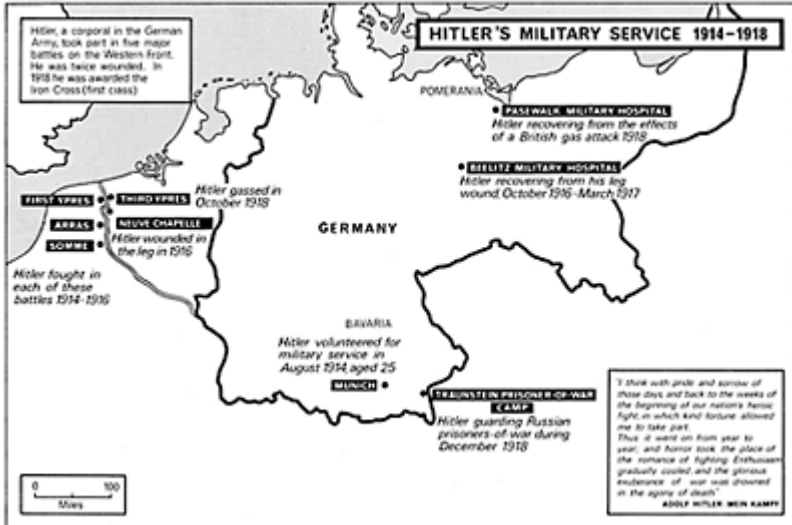 Hitler, a corporal in the German
Army, took part in five major
battles on the Western Front.
He was twice wounded. In
1918 he was awarded the
Iron Cross (first class)
HITLER'S MILITARY SERVICE 1914-1918
POMERANIA
PASEWALK MILITARY HOSPITAL
Hitler recovering from the effects
of a British gas attack 1918
BEELITZ MILITARY HOSPITAL
Hitler recovering from his leg
wound, October 1916-March 1917
FIRST YPRES
THIRD YPRES
Hitler gassed in
October 1918
ARRAS
NEUVE CHAPELLE
Hitler wounded in
the leg in 1916
SOMME
GERMANY
Hitler fought in
each of these
battles 1914-1916
BAVARIA
Hitler volunteered for
military service in
August 1914, aged 25
MUNICH
TRAUNSTEIN PRISONER-OF-WAR
CAMP
Hitler guarding Russian
prisoners-of-war during
December 1918
"I think with pride and sorrow of
those days, and back to the weeks of
the beginning of our nation's heroic
fight, in which kind fortune allowed
me to take part.
Thus it went on from year to
year; and horror took the place of
the romance of fighting. Enthusiasm
gradually cooled, and the glorious
exuberance of war was drowned
in the agony of death"
ADOLF HITLER: MEIN KAMPF
0 100
Miles